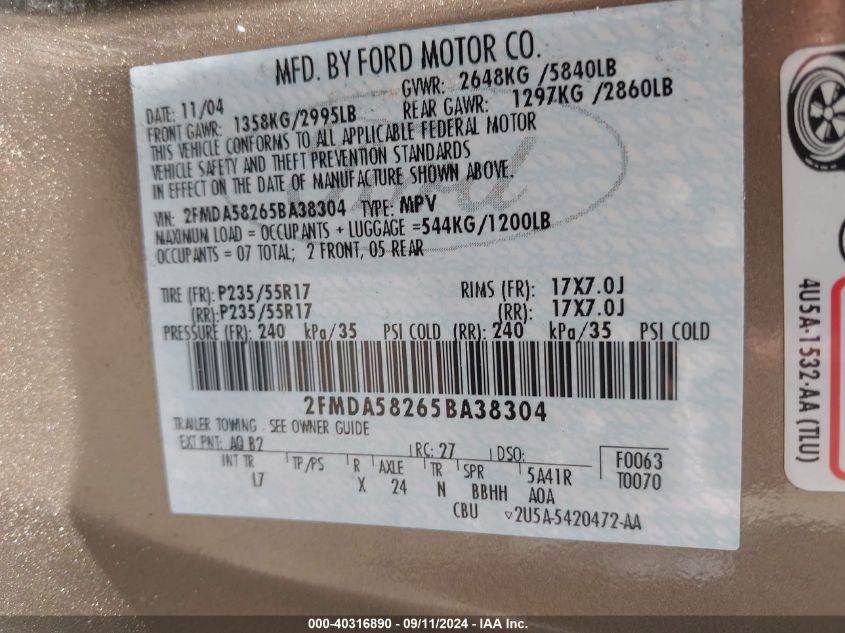 MFD. BY FORD MOTOR CO.
DATE: 11/04 GVWR: 2648KG /5840LB
FRONT GAWR: 1358KG/2995LB REAR GAWR: 1297KG /2860LB
THIS VEHICLE CONFORMS TO ALL APPLICABLE FEDERAL MOTOR
VEHICLE SAFETY AND THEFT PREVENTION STANDARDS
IN EFFECT ON THE DATE OF MANUFACTURE SHOWN ABOVE.
VIN: 2FMDA58265BA38304 TYPE: MPV
MAXIMUM LOAD = OCCUPANTS + LUGGAGE =544KG/1200LB
OCCUPANTS = 07 TOTAL; 2 FRONT, 05 REAR
TIRE (FR): P235/55R17 RIMS (FR): 17X7.0J
(RR): P235/55R17 (RR): 17X7.0J
PRESSURE (FR): 240 kPa/35 PSI COLD (RR): 240 kPa/35 PSI COLD
2FMDA58265BA38304
TRAILER TOWING - SEE OWNER GUIDE
EXT PNT: AQ B2 RC: 27 DSO: F0063
INT TR TP/PS R AXLE TR SPR 5A41R T0070
L7 X 24 N BBHH AOA
CBU 2U5A-5420472-AA
Ford
4U5A-1532-AA (TLU)
000-40316890 - 09/11/2024 - IAA Inc.